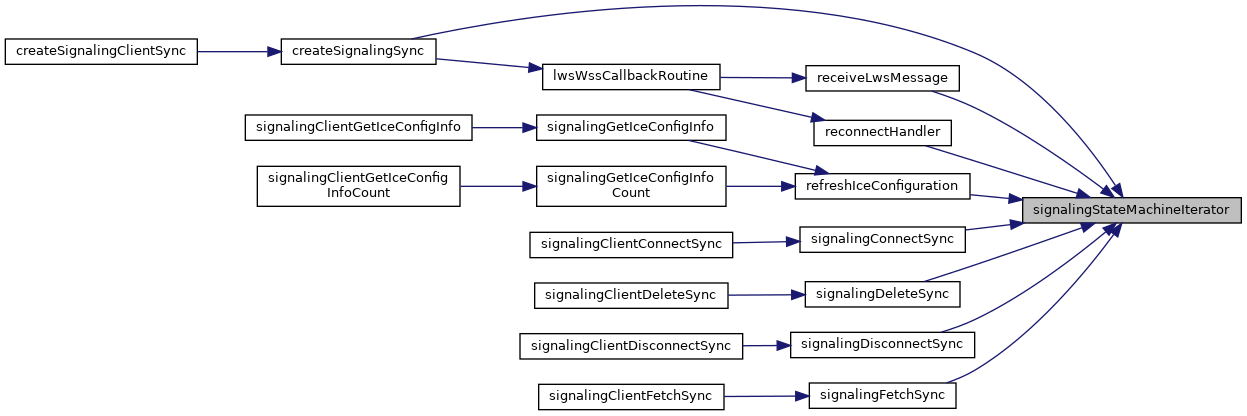 createSignalingClientSync
createSignalingSync
lwsWssCallbackRoutine
receiveLwsMessage
signalingClientGetIceConfigInfo
signalingGetIceConfigInfo
reconnectHandler
signalingClientGetIceConfig
InfoCount
signalingGetIceConfigInfo
Count
refreshIceConfiguration
signalingStateMachineIterator
signalingClientConnectSync
signalingConnectSync
signalingClientDeleteSync
signalingDeleteSync
signalingClientDisconnectSync
signalingDisconnectSync
signalingClientFetchSync
signalingFetchSync